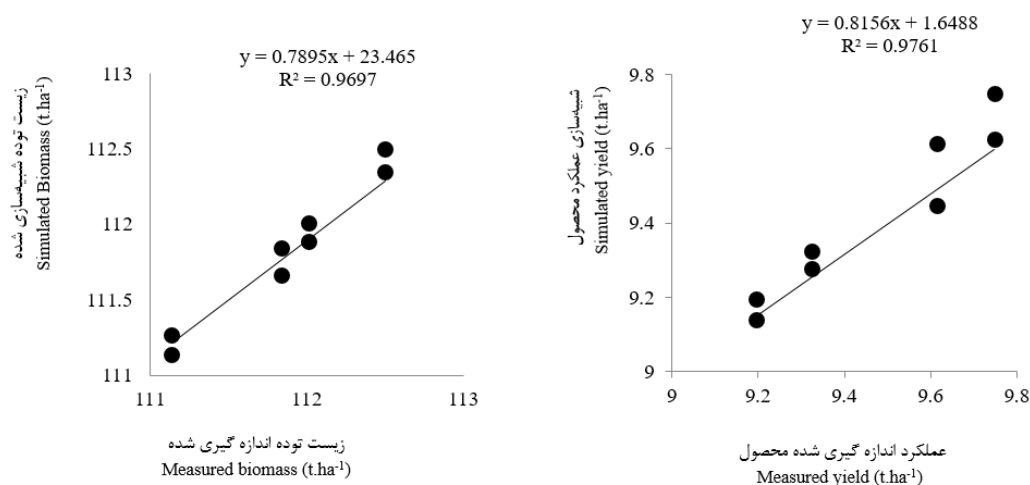 y = 0.7895x + 23.465
R² = 0.9697
زیست توده شبیه‌سازی شده
Simulated Biomass (t.ha⁻¹)
113
112.5
112
111.5
111
111
112
113
زیست توده اندازه گیری شده
Measured biomass (t.ha⁻¹)
y = 0.8156x + 1.6488
R² = 0.9761
شبیه‌سازی عملکرد محصول
Simulated yield (t.ha⁻¹)
9.8
9.6
9.4
9.2
9
9
9.2
9.4
9.6
9.8
عملکرد اندازه گیری شده محصول
Measured yield (t.ha⁻¹)